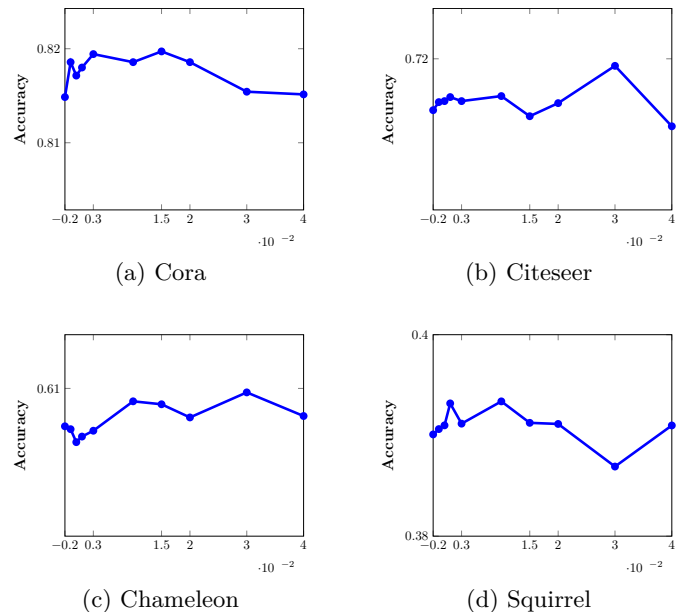 0.82
0.81
Accuracy
−0.2 0.3 1.5 2 3 4
·10 −2
(a) Cora
0.72
Accuracy
−0.2 0.3 1.5 2 3 4
·10 −2
(b) Citeseer
0.61
Accuracy
−0.2 0.3 1.5 2 3 4
·10 −2
(c) Chameleon
0.4
0.38
Accuracy
−0.2 0.3 1.5 2 3 4
·10 −2
(d) Squirrel